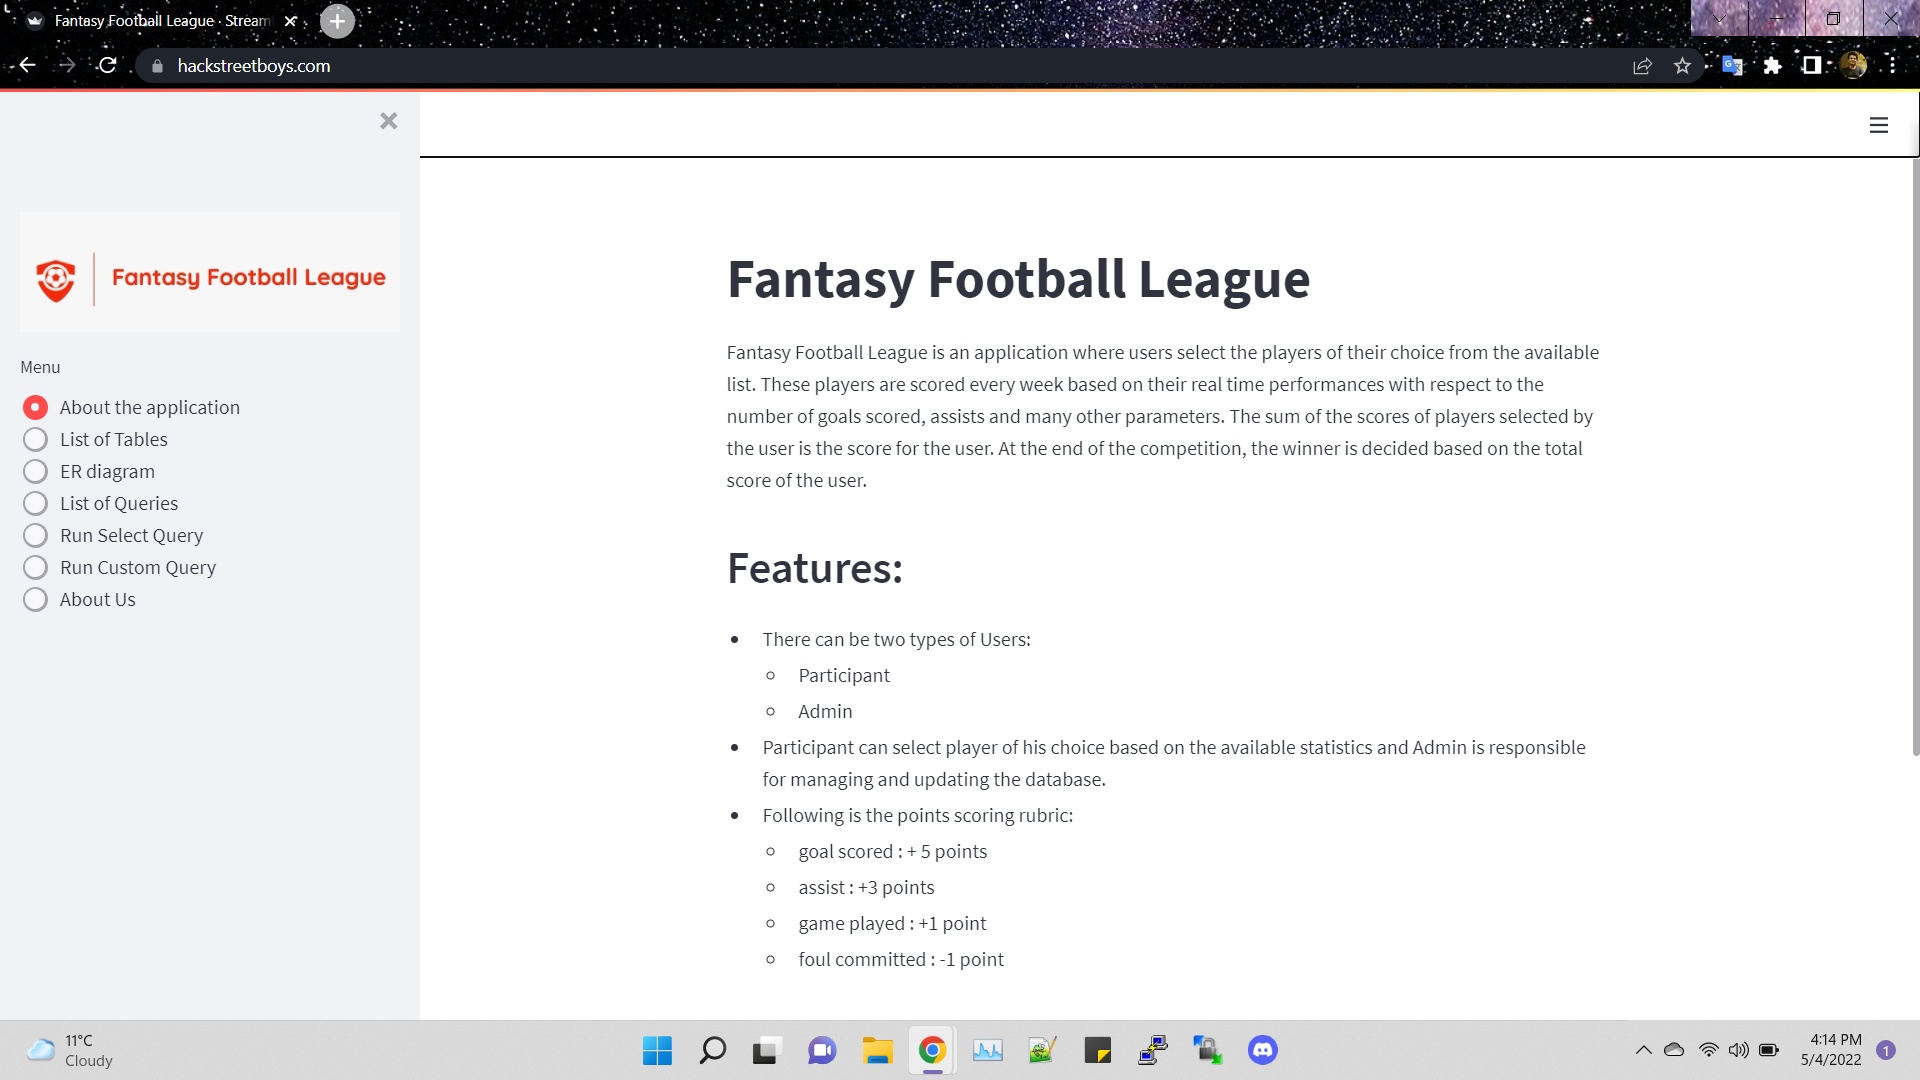 Fantasy Football League · Stream
hackstreetboys.com
Fantasy Football League
Menu
About the application
List of Tables
ER diagram
List of Queries
Run Select Query
Run Custom Query
About Us
Fantasy Football League
Fantasy Football League is an application where users select the players of their choice from the available
list. These players are scored every week based on their real time performances with respect to the
number of goals scored, assists and many other parameters. The sum of the scores of players selected by
the user is the score for the user. At the end of the competition, the winner is decided based on the total
score of the user.
Features:
There can be two types of Users:
Participant
Admin
Participant can select player of his choice based on the available statistics and Admin is responsible
for managing and updating the database.
Following is the points scoring rubric:
goal scored : + 5 points
assist : +3 points
game played : +1 point
foul committed : -1 point
11°C
Cloudy
4:14 PM
5/4/2022
1